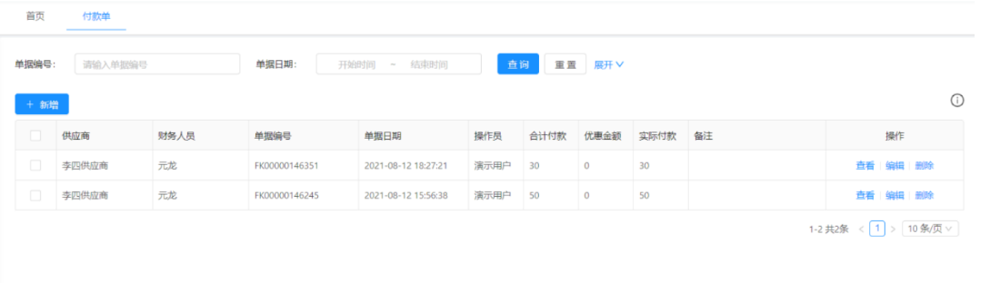 首页 付款单
单据编号： 请输入单据编号 单据日期： 开始时间 ~ 结束时间 查询 重置 展开
+ 新增
供应商 财务人员 单据编号 单据日期 操作员 合计付款 优惠金额 实际付款 备注 操作
李四供应商 元龙 FK00000146351 2021-08-12 18:27:21 演示用户 30 0 30 查看 编辑 删除
李四供应商 元龙 FK00000146245 2021-08-12 15:56:38 演示用户 50 0 50 查看 编辑 删除
1-2 共2条 < 1 > 10 条/页